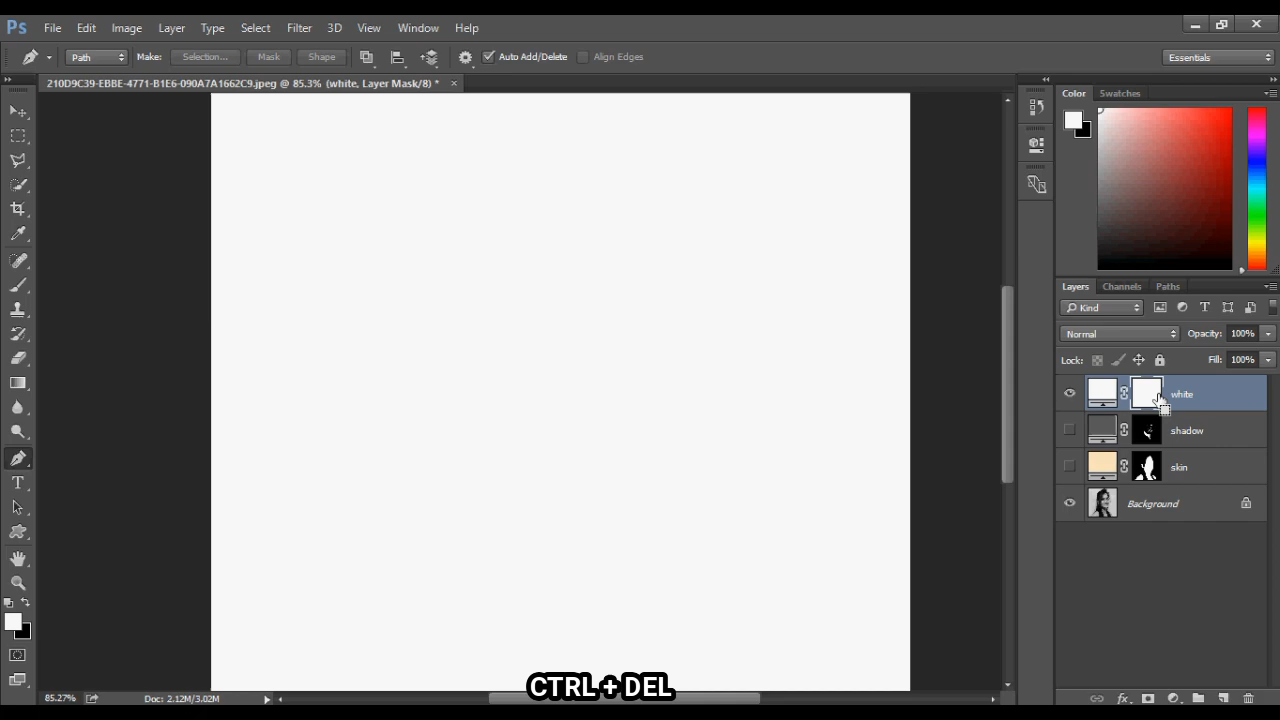 Ps File Edit Image Layer Type Select Filter 3D View Window Help
Path Make: Selection... Mask Shape Auto Add/Delete Align Edges Essentials
210D9C39-EBBE-4771-B1E6-090A7A1662C9.jpeg @ 85.3% (white, Layer Mask/8) *
Color Swatches
Layers Channels Paths
Kind
Normal Opacity: 100%
Lock: Fill: 100%
white
shadow
skin
Background
CTRL + DEL
85.27% Doc: 2.12M/3.02M